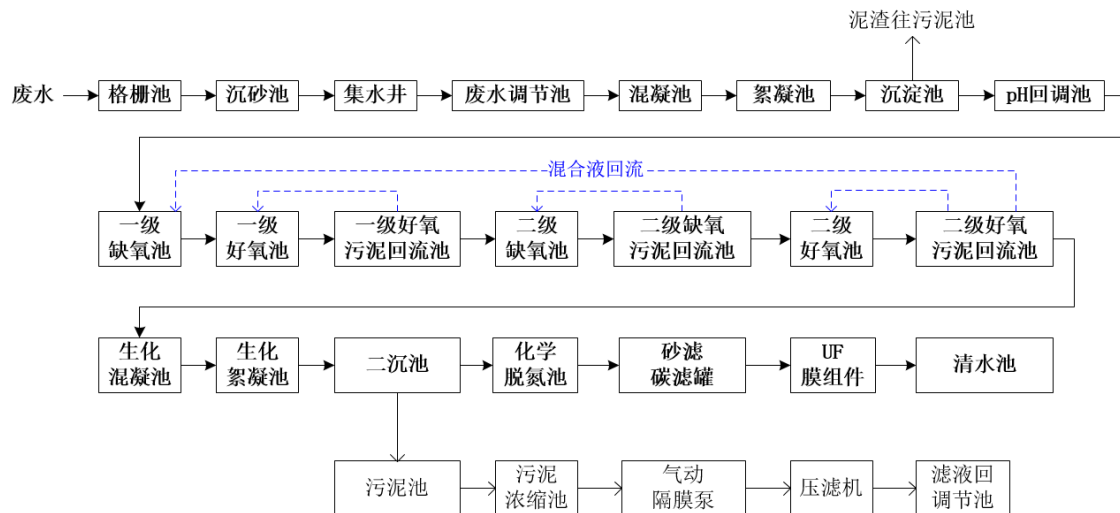 泥渣往污泥池
废水
格栅池
沉砂池
集水井
废水调节池
混凝池
絮凝池
沉淀池
pH回调池
混合液回流
一级
缺氧池
一级
好氧池
一级好氧
污泥回流池
二级
缺氧池
二级缺氧
污泥回流池
二级
好氧池
二级好氧
污泥回流池
生化
混凝池
生化
絮凝池
二沉池
化学
脱氮池
砂滤
碳滤罐
UF
膜组件
清水池
污泥池
污泥
浓缩池
气动
隔膜泵
压滤机
滤液回
调节池